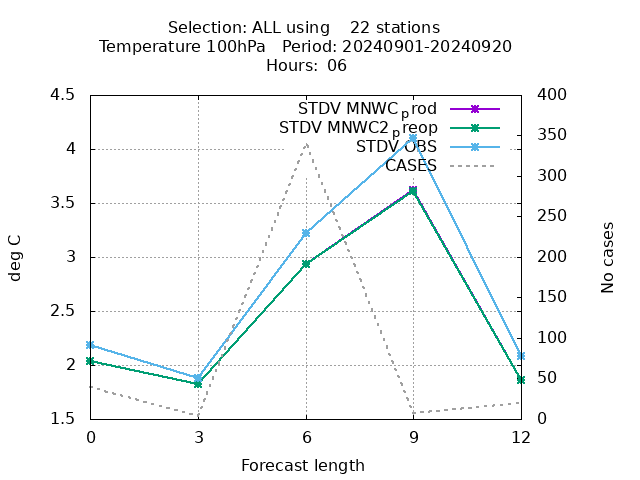 Selection: ALL using    22 stations
Temperature 100hPa   Period: 20240901-20240920
Hours:  06
4.5
4
3.5
3
2.5
2
1.5
deg C
STDV MNWC_prod
STDV MNWC2_preop
STDV OBS
CASES
400
350
300
250
200
150
100
50
0
No cases
0 3 6 9 12
Forecast length